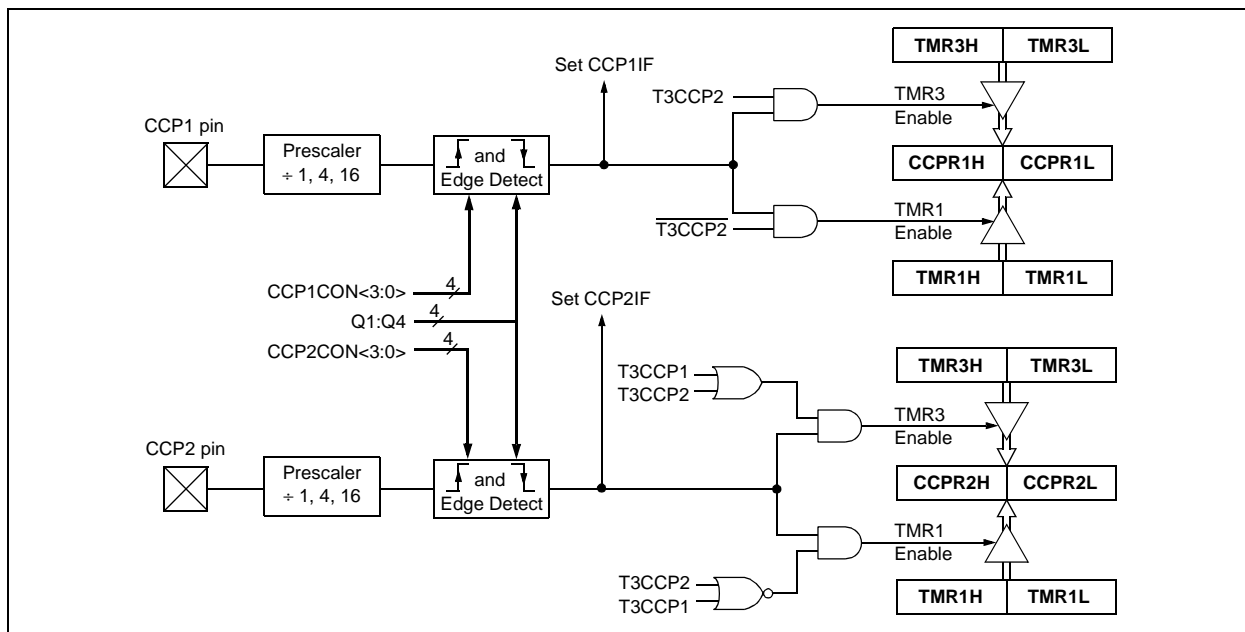 TMR3H TMR3L
Set CCP1IF
T3CCP2
TMR3
Enable
CCP1 pin
Prescaler
÷ 1, 4, 16
and
Edge Detect
CCPR1H CCPR1L
T3CCP2
TMR1
Enable
TMR1H TMR1L
CCP1CON<3:0>
4
Q1:Q4
4
CCP2CON<3:0>
4
Set CCP2IF
TMR3H TMR3L
T3CCP1
T3CCP2
TMR3
Enable
CCP2 pin
Prescaler
÷ 1, 4, 16
and
Edge Detect
CCPR2H CCPR2L
TMR1
Enable
T3CCP2
T3CCP1
TMR1H TMR1L